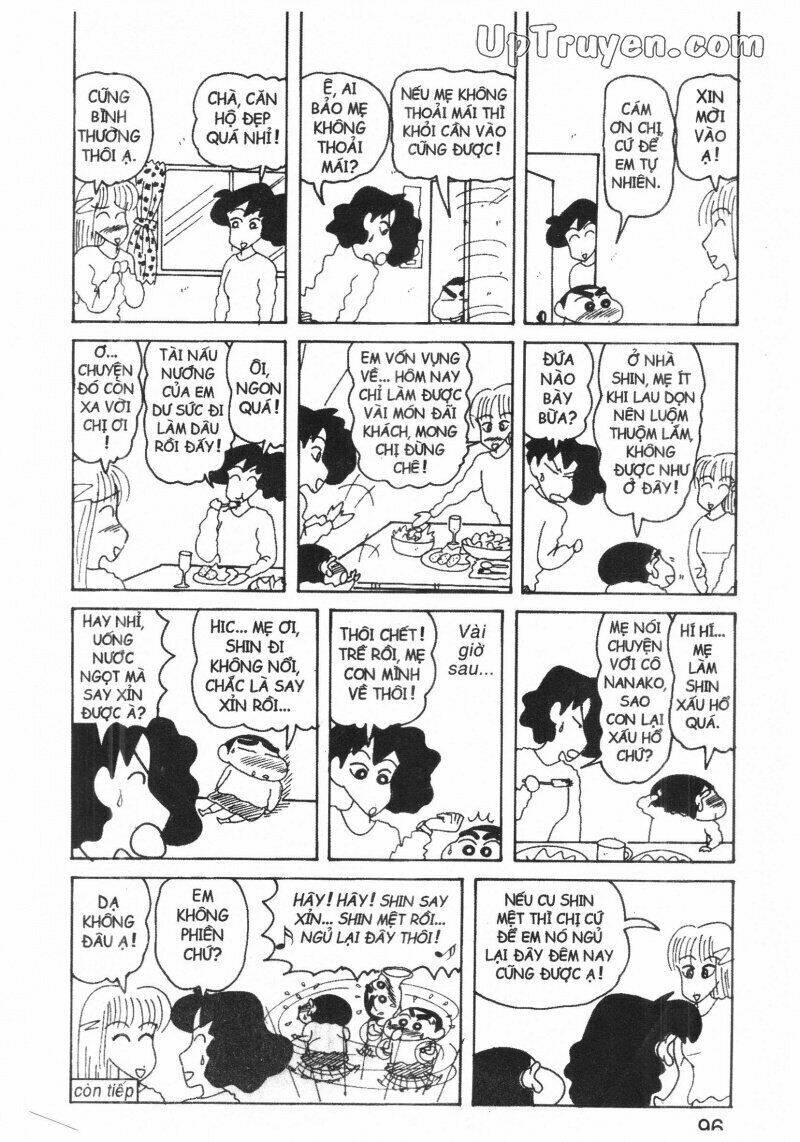 UpTruyen.com
XIN
MỜI
VÀO
Ạ!
CÁM
ƠN CHỊ,
CỨ ĐỂ
EM TỰ
NHIÊN.
NẾU MẸ KHÔNG
THOẢI MÁI THÌ
KHỎI CẦN VÀO
CŨNG ĐƯỢC!
Ê, AI
BẢO MẸ
KHÔNG
THOẢI
MÁI?
CHÀ, CĂN
HỘ ĐẸP
QUÁ NHỈ!
CŨNG
BÌNH
THƯỜNG
THÔI Ạ.
Ở NHÀ
SHIN, MẸ ÍT
KHI LAU DỌN
NÊN LUỘM
THUỘM LẮM,
KHÔNG
ĐƯỢC NHƯ
Ở ĐÂY!
ĐỨA
NÀO
BÀY
BỪA?
EM VỐN VỤNG
VỀ... HÔM NAY
CHỈ LÀM ĐƯỢC
VÀI MÓN ĐÃI
KHÁCH, MONG
CHỊ ĐỪNG
CHÊ!
ÔI,
NGON
QUÁ!
TÀI NẤU
NƯỚNG
CỦA EM
DƯ SỨC ĐI
LÀM DÂU
RỒI ĐẤY!
Ơ...
CHUYỆN
ĐÓ CÒN
XA VỜI
CHỊ ƠI
!
HÍ HÍ...
MẸ
LÀM
SHIN
XẤU HỔ
QUÁ.
MẸ NÓI
CHUYỆN
VỚI CÔ
NANAKO,
SAO
CON LẠI
XẤU HỔ
CHỨ?
Vài
giờ
sau...
THÔI CHẾT!
TRỄ RỒI, MẸ
CON MÌNH
VỀ THÔI!
HIC... MẸ ƠI,
SHIN ĐI
KHÔNG NỔI,
CHẮC LÀ SAY
XỈN RỒI...
HAY NHỈ,
UỐNG
NƯỚC
NGỌT MÀ
SAY XỈN
ĐƯỢC À?
NẾU CU SHIN
MỆT THÌ CHỊ CỨ
ĐỂ EM NÓ NGỦ
LẠI ĐÂY ĐÊM NAY
CŨNG ĐƯỢC Ạ!
HÂY! HÂY! SHIN SAY
XỈN... SHIN MỆT RỒI...
NGỦ LẠI ĐÂY THÔI!
EM
KHÔNG
PHIỀN
CHỨ?
DẠ
KHÔNG
ĐÂU Ạ!
còn tiếp
96